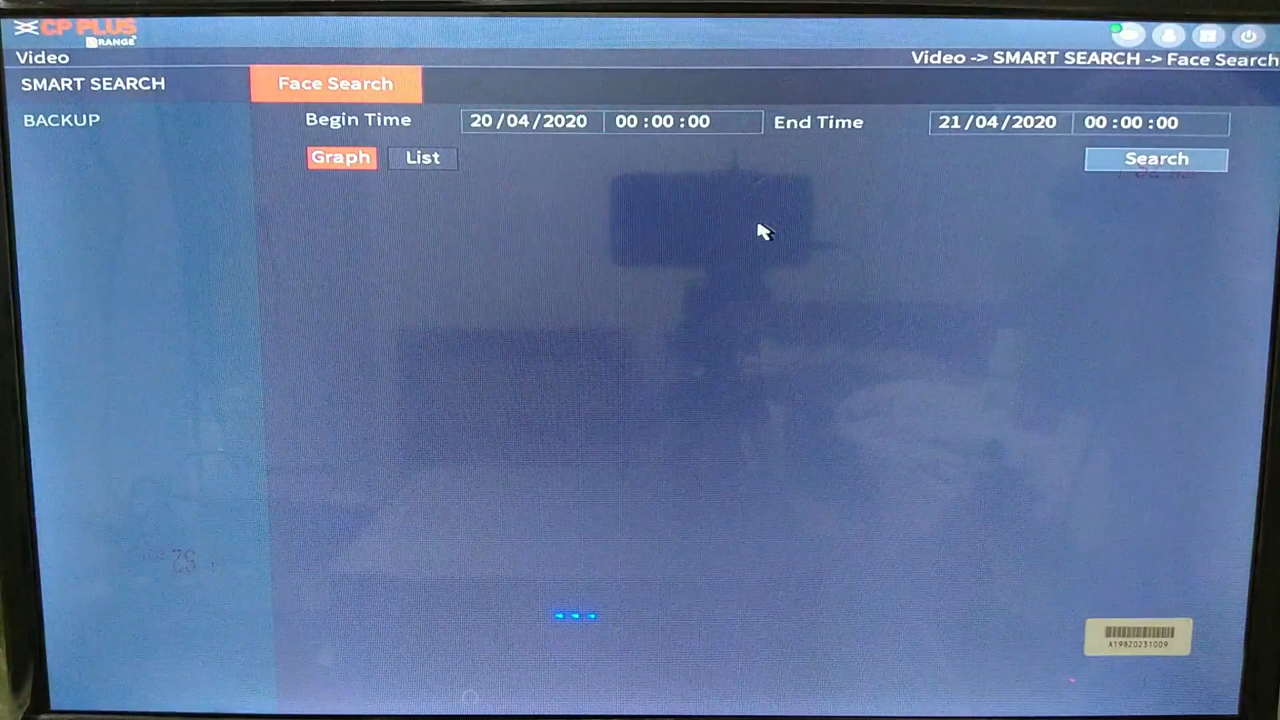 CP PLUS
ORANGE
Video
Video -> SMART SEARCH -> Face Search
SMART SEARCH
Face Search
BACKUP
Begin Time
20/04/2020
00:00:00
End Time
21/04/2020
00:00:00
Graph
List
Search
A19820231009